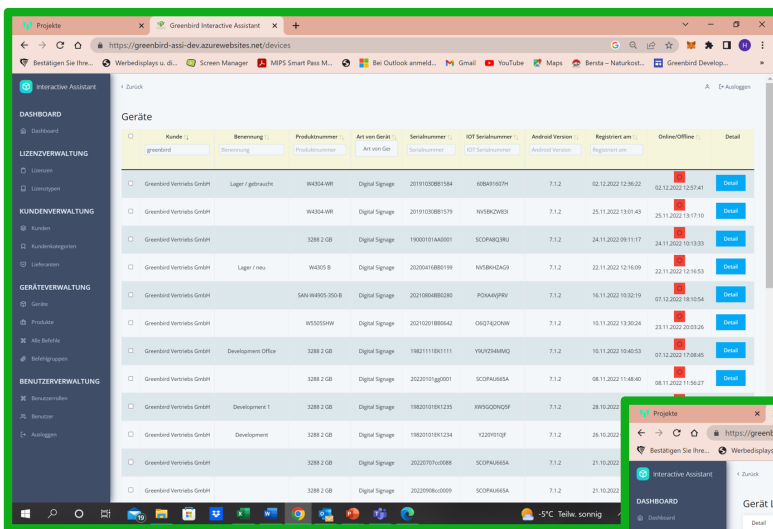 Projekte
Greenbird Interactive Assistant
https://greenbird-assi-dev.azurewebsites.net/devices
Bestätigen Sie Ihre... Werbedisplays u. di... Screen Manager MIPS Smart Pass M... Bei Outlook anmeld... Gmail YouTube Maps Bersta – Naturkost... Greenbird Develop... »
Interactive Assistant
‹ Zurück
Ausloggen
DASHBOARD
Dashboard
LIZENZVERWALTUNG
Lizenzen
Lizenztypen
KUNDENVERWALTUNG
Kunden
Kundenkategorien
Lieferanten
GERÄTEVERWALTUNG
Geräte
Produkte
Alle Befehle
Befehlgruppen
BENUTZERVERWALTUNG
Benutzerrollen
Benutzer
Ausloggen
Geräte
Kunde Benennung Produktnummer Art von Gerät Serialnummer IOT Serialnummer Android Version Registriert am Online/Offline Detail
greenbird Benennung Produktnummer Art von Ger Serialnummer IOT Serialnummer Android Version Registriert am
Greenbird Vertriebs GmbH Lager / gebraucht W4304-WR Digital Signage 20191030BB1584 60BA91607H 7.1.2 02.12.2022 12:36:22 02.12.2022 12:57:41 Detail
Greenbird Vertriebs GmbH W4304-WR Digital Signage 20191030BB1579 NV5BKZW83I 7.1.2 25.11.2022 13:01:43 25.11.2022 13:17:10 Detail
Greenbird Vertriebs GmbH 3288 2 GB Digital Signage 19000101AA0001 SCOPA8Q3RU 7.1.2 24.11.2022 09:11:17 24.11.2022 10:13:33 Detail
Greenbird Vertriebs GmbH Lager / neu W4305 B Digital Signage 20200416BB0199 NV5BKHZAG9 7.1.2 22.11.2022 12:16:09 22.11.2022 12:16:53 Detail
Greenbird Vertriebs GmbH SAN-W4905-350-B Digital Signage 20210804BB0280 POXA4VJPRV 7.1.2 16.11.2022 10:32:19 07.12.2022 18:10:54 Detail
Greenbird Vertriebs GmbH W5505SHW Digital Signage 20210201BB0642 O6Q74J2ONW 7.1.2 10.11.2022 13:30:24 23.11.2022 20:03:26 Detail
Greenbird Vertriebs GmbH Development Office 3288 2 GB Digital Signage 19821111EK1111 Y9UYZ94MMQ 7.1.2 10.11.2022 10:40:53 07.12.2022 17:08:45 Detail
Greenbird Vertriebs GmbH 3288 2 GB Digital Signage 20220101gg0001 SCOPAU665A 7.1.2 08.11.2022 11:48:40 08.11.2022 11:56:27 Detail
Greenbird Vertriebs GmbH Development 1 3288 2 GB Digital Signage 19820101EK1235 XW5GQDNQ5F 7.1.2 28.10.2022
Greenbird Vertriebs GmbH Development 3288 2 GB Digital Signage 19820101EK1234 Y220Y01OJF 7.1.2 26.10.2022
Greenbird Vertriebs GmbH 3288 2 GB Digital Signage 20220707cc0088 SCOPAU665A 7.1.2 21.10.2022
Greenbird Vertriebs GmbH 3288 2 GB Digital Signage 20220908cc0009 SCOPAU665A 7.1.2 21.10.2022
19
-5°C Teilw. sonnig
Projekte
https://greenb
Bestätigen Sie Ihre... Werbedisplays
Interactive Assistant
‹ Zurück
DASHBOARD
Dashboard
Gerät L
Detail